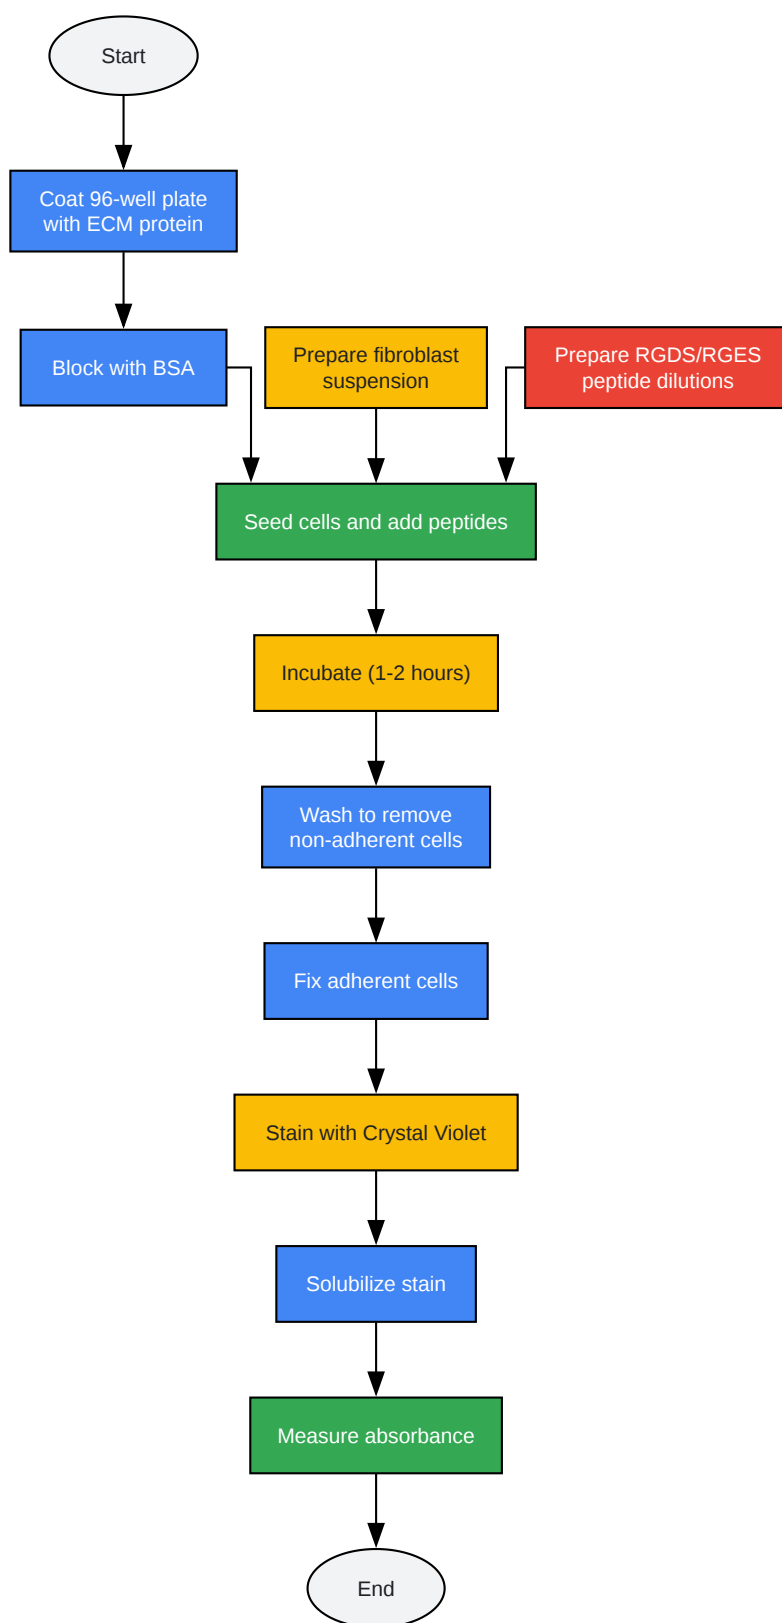 Start
Coat 96-well plate
with ECM protein
Block with BSA
Prepare fibroblast
suspension
Prepare RGDS/RGES
peptide dilutions
Seed cells and add peptides
Incubate (1-2 hours)
Wash to remove
non-adherent cells
Fix adherent cells
Stain with Crystal Violet
Solubilize stain
Measure absorbance
End